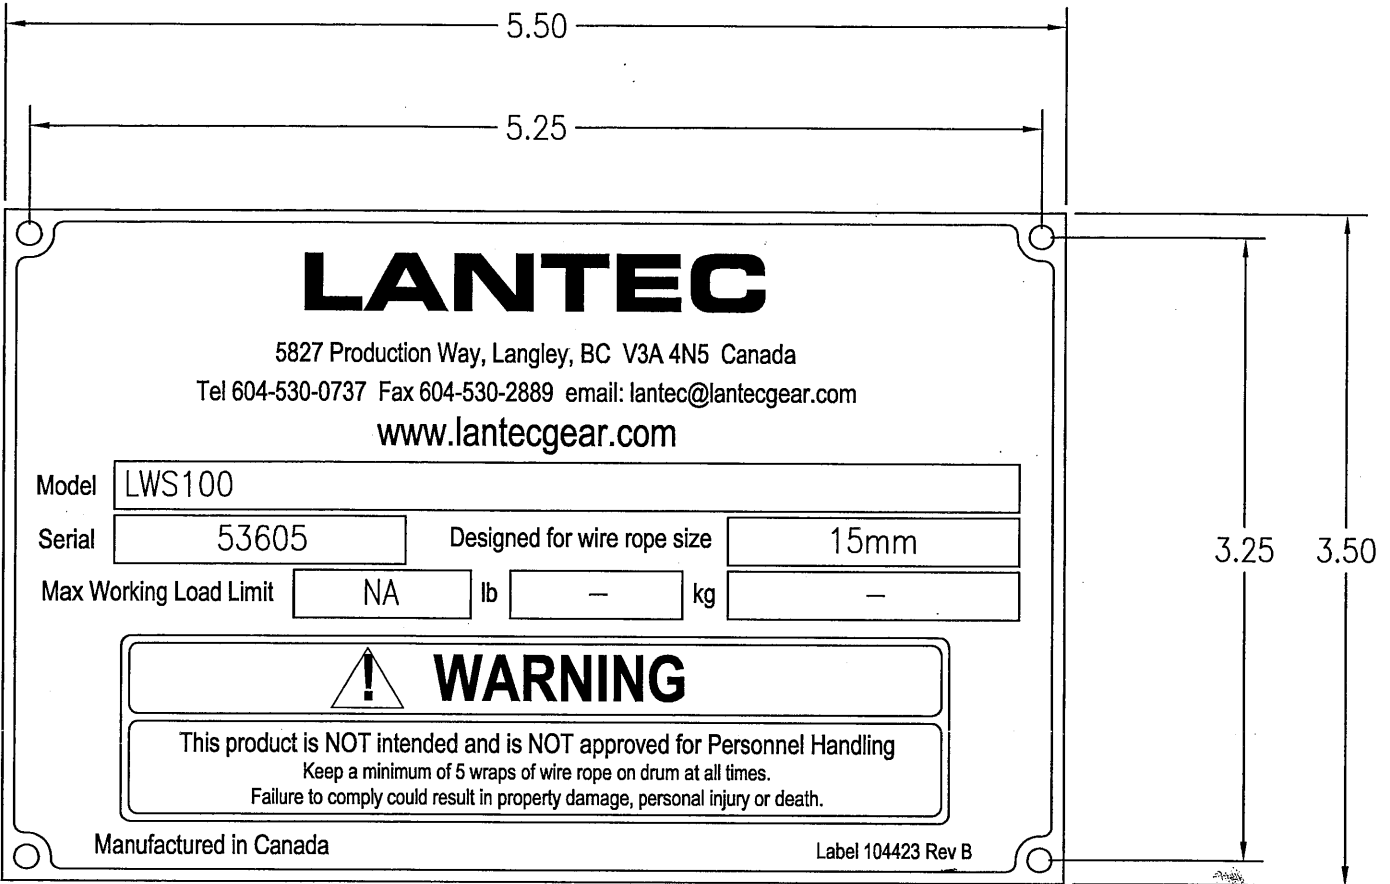 5.50
5.25
LANTEC
5827 Production Way, Langley, BC V3A 4N5 Canada
Tel 604-530-0737 Fax 604-530-2889 email: lantec@lantecgear.com
www.lantecgear.com
Model LWS100
Serial 53605 Designed for wire rope size 15mm
3.25 3.50
Max Working Load Limit NA lb – kg –
! WARNING
This product is NOT intended and is NOT approved for Personnel Handling
Keep a minimum of 5 wraps of wire rope on drum at all times.
Failure to comply could result in property damage, personal injury or death.
Manufactured in Canada Label 104423 Rev B